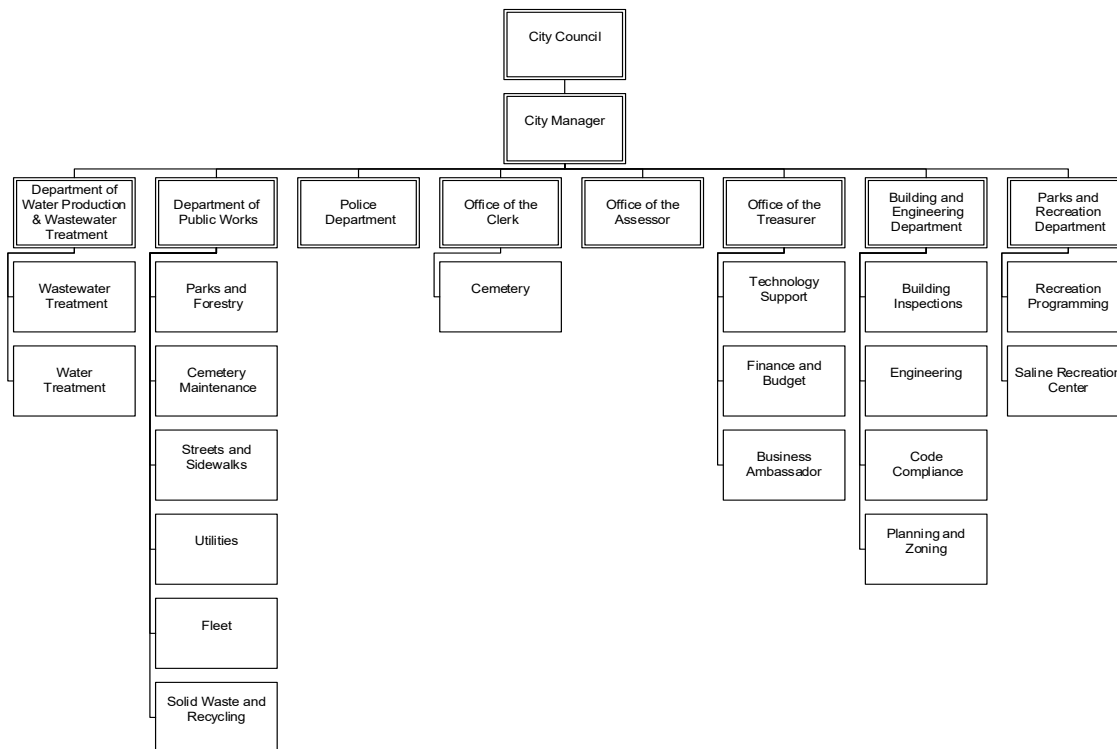 City Council
City Manager
Department of
Water Production
& Wastewater
Treatment
Department of
Public Works
Police
Department
Office of the
Clerk
Office of the
Assessor
Office of the
Treasurer
Building and
Engineering
Department
Parks and
Recreation
Department
Wastewater
Treatment
Water
Treatment
Parks and
Forestry
Cemetery
Maintenance
Streets and
Sidewalks
Utilities
Fleet
Solid Waste and
Recycling
Cemetery
Technology
Support
Finance and
Budget
Business
Ambassador
Building
Inspections
Engineering
Code
Compliance
Planning and
Zoning
Recreation
Programming
Saline Recreation
Center